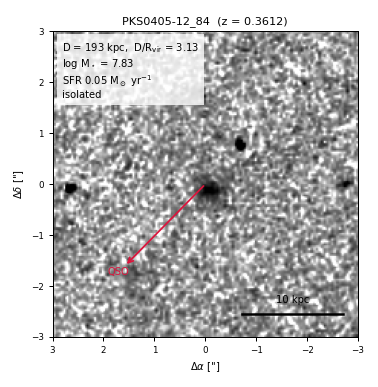 PKS0405-12_84 (z = 0.3612)
D = 193 kpc, D/Rvir = 3.13
log M⋆ = 7.83
SFR 0.05 M⊙ yr⁻¹
isolated
3
2
1
0
−1
−2
−3
Δδ ["]
QSO
10 kpc
3 2 1 0 −1 −2 −3
Δα ["]